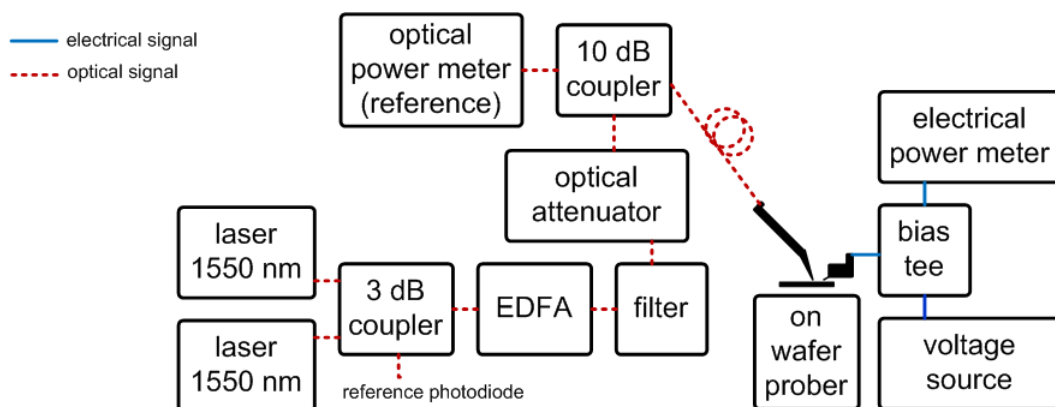 electrical signal
optical signal
optical
power meter
(reference)
10 dB
coupler
electrical
power meter
optical
attenuator
laser
1550 nm
3 dB
coupler
EDFA
filter
bias
tee
laser
1550 nm
reference photodiode
on
wafer
prober
voltage
source